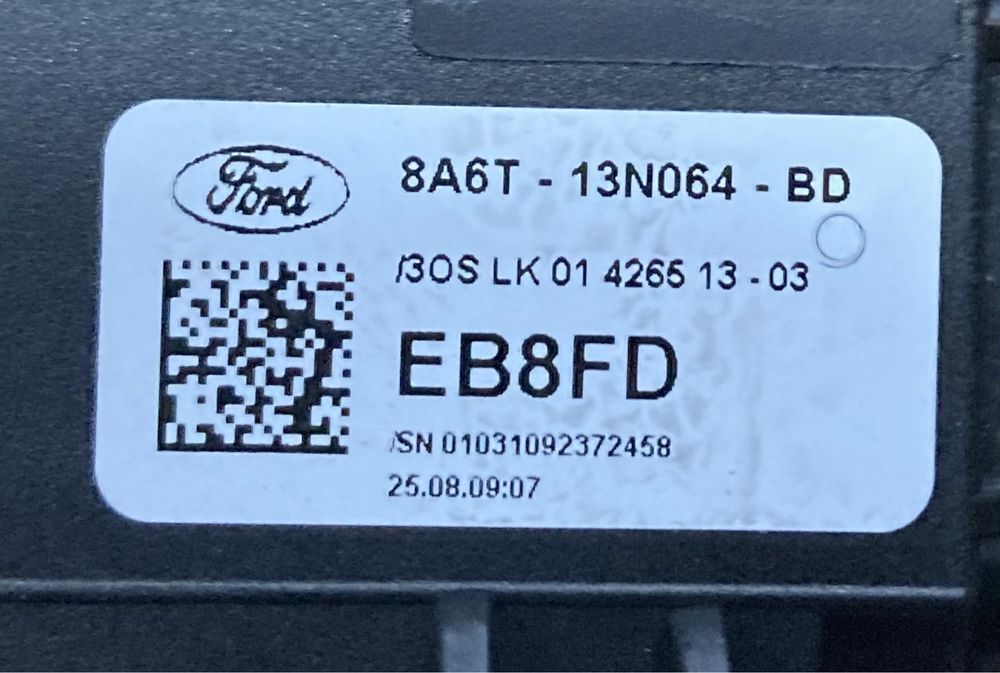 Ford
8A6T - 13N064 - BD
/3OS LK 01 4265 13 - 03
EB8FD
/SN 01031092372458
25.08.09:07